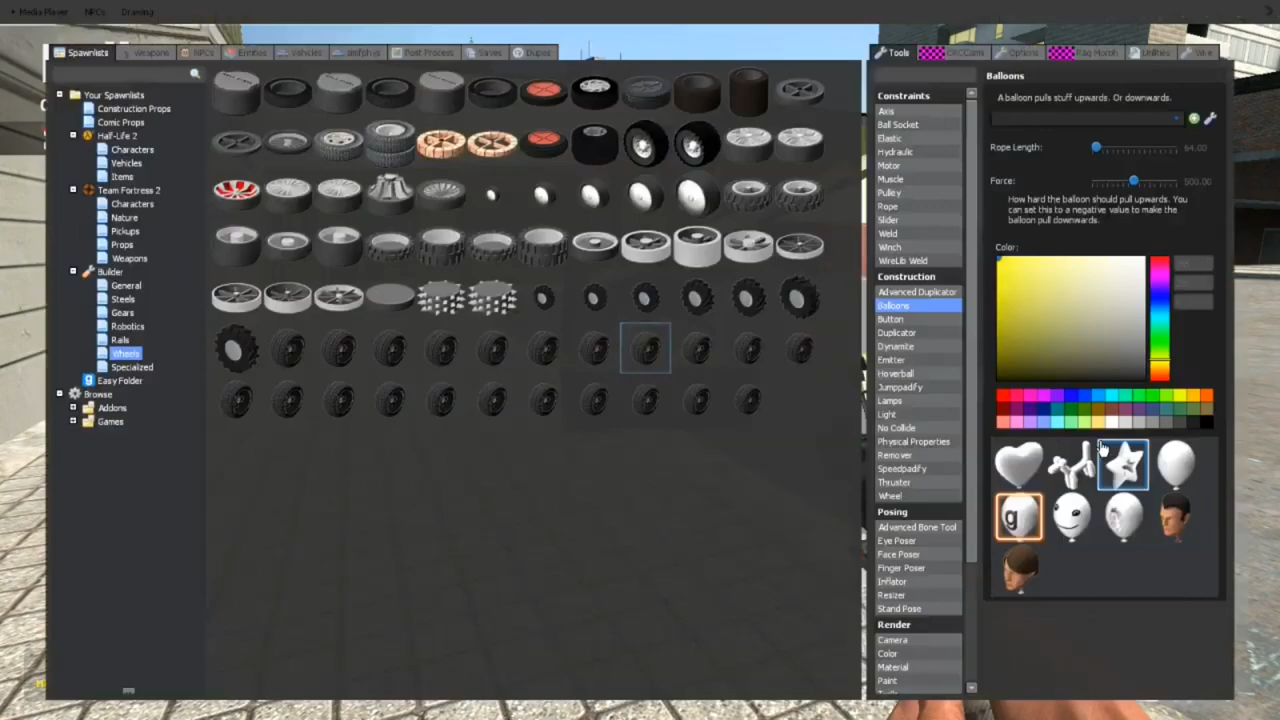 Media Player NPCs Drawing
Spawnlists Weapons NPCs Entities Vehicles Post Process Saves Dupes
Tools Options Rag Morph Utilities Wire
Your Spawnlists
Construction Props
Comic Props
Half-Life 2
Characters
Vehicles
Items
Team Fortress 2
Characters
Nature
Pickups
Props
Weapons
Builder
General
Steels
Gears
Robotics
Rails
Wheels
Specialized
Easy Folder
Browse
Addons
Games
Constraints
Axis
Ball Socket
Elastic
Hydraulic
Motor
Muscle
Pulley
Rope
Slider
Weld
Winch
WireLib Weld
Construction
Advanced Duplicator
Balloons
Button
Duplicator
Dynamite
Emitter
Hoverball
Jumppadify
Lamps
Light
No Collide
Physical Properties
Remover
Speedpadify
Thruster
Wheel
Posing
Advanced Bone Tool
Eye Poser
Face Poser
Finger Poser
Inflator
Resizer
Stand Pose
Render
Camera
Color
Material
Paint
Balloons
A balloon pulls stuff upwards. Or downwards.
Rope Length: 64.00
Force: 500.00
How hard the balloon should pull upwards. You
can set this to a negative value to make the
balloon pull downwards.
Color:
g